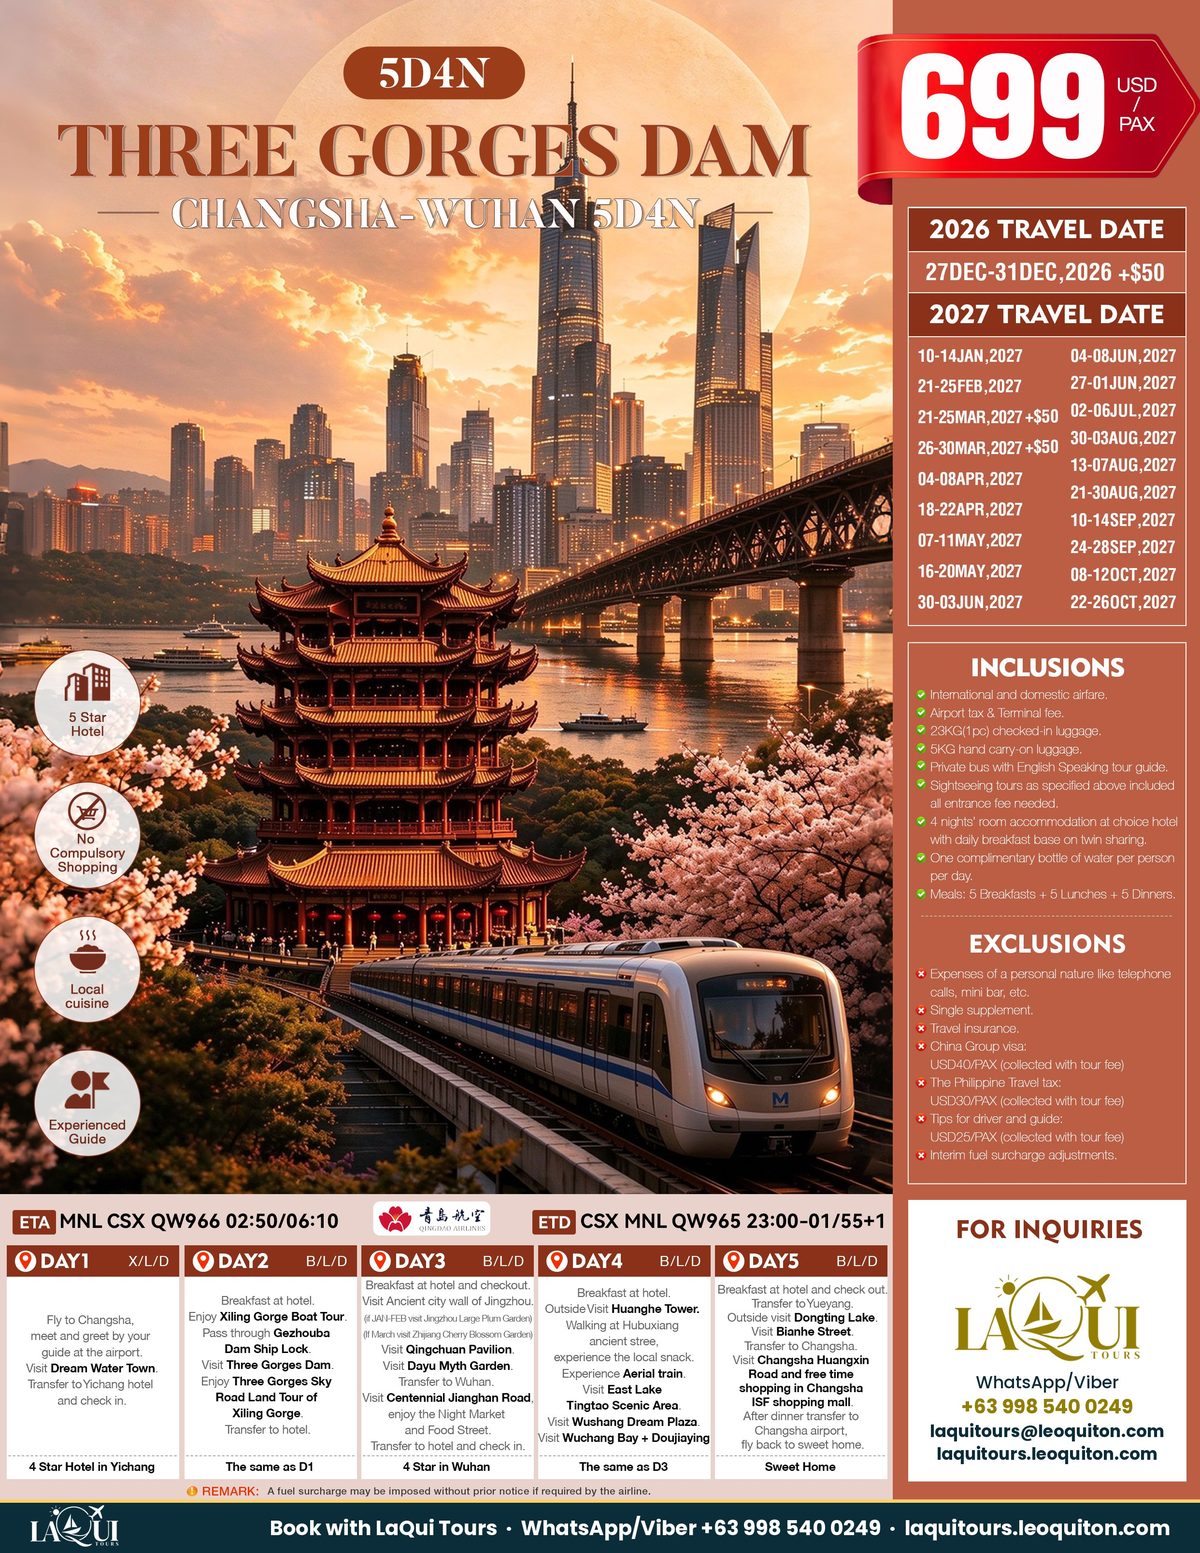 5D4N
THREE GORGES DAM
CHANGSHA-WUHAN 5D4N
699
USD
/
PAX
2026 TRAVEL DATE
27DEC-31DEC,2026 +$50
2027 TRAVEL DATE
10-14JAN,2027
21-25FEB,2027
21-25MAR,2027+$50
26-30MAR,2027+$50
04-08APR,2027
18-22APR,2027
07-11MAY,2027
16-20MAY,2027
30-03JUN,2027
04-08JUN,2027
27-01JUN,2027
02-06JUL,2027
30-03AUG,2027
13-07AUG,2027
21-30AUG,2027
10-14SEP,2027
24-28SEP,2027
08-12OCT,2027
22-26OCT,2027
5 Star
Hotel
No
Compulsory
Shopping
Local
cuisine
Experienced
Guide
INCLUSIONS
International and domestic airfare.
Airport tax & Terminal fee.
23KG(1pc) checked-in luggage.
5KG hand carry-on luggage.
Private bus with English Speaking tour guide.
Sightseeing tours as specified above included
all entrance fee needed.
4 nights' room accommodation at choice hotel
with daily breakfast base on twin sharing.
One complimentary bottle of water per person
per day.
Meals: 5 Breakfasts + 5 Lunches + 5 Dinners.
EXCLUSIONS
Expenses of a personal nature like telephone
calls, mini bar, etc.
Single supplement.
Travel insurance.
China Group visa:
USD40/PAX (collected with tour fee)
The Philippine Travel tax:
USD30/PAX (collected with tour fee)
Tips for driver and guide:
USD25/PAX (collected with tour fee)
Interim fuel surcharge adjustments.
M
ETA MNL CSX QW966 02:50/06:10
青岛航空
QINGDAO AIRLINES
ETD CSX MNL QW965 23:00-01/55+1
DAY1 X/L/D
Fly to Changsha,
meet and greet by your
guide at the airport.
Visit Dream Water Town.
Transfer to Yichang hotel
and check in.
4 Star Hotel in Yichang
DAY2 B/L/D
Breakfast at hotel.
Enjoy Xiling Gorge Boat Tour.
Pass through Gezhouba
Dam Ship Lock.
Visit Three Gorges Dam.
Enjoy Three Gorges Sky
Road Land Tour of
Xiling Gorge.
Transfer to hotel.
The same as D1
DAY3 B/L/D
Breakfast at hotel and checkout.
Visit Ancient city wall of Jingzhou.
(if JAN-FEB visit Jingzhou Large Plum Garden)
(If March visit Zhijiang Cherry Blossom Garden)
Visit Qingchuan Pavilion.
Visit Dayu Myth Garden.
Transfer to Wuhan.
Visit Centennial Jianghan Road,
enjoy the Night Market
and Food Street.
Transfer to hotel and check in.
4 Star in Wuhan
DAY4 B/L/D
Breakfast at hotel.
Outside Visit Huanghe Tower.
Walking at Hubuxiang
ancient stree,
experience the local snack.
Experience Aerial train.
Visit East Lake
Tingtao Scenic Area.
Visit Wushang Dream Plaza.
Visit Wuchang Bay + Doujiaying
The same as D3
DAY5 B/L/D
Breakfast at hotel and check out.
Transfer to Yueyang.
Outside visit Dongting Lake.
Visit Bianhe Street.
Transfer to Changsha.
Visit Changsha Huangxin
Road and free time
shopping in Changsha
ISF shopping mall.
After dinner transfer to
Changsha airport,
fly back to sweet home.
Sweet Home
REMARK: A fuel surcharge may be imposed without prior notice if required by the airline.
FOR INQUIRIES
LAQUI
TOURS
WhatsApp/Viber
+63 998 540 0249
laquitours@leoquiton.com
laquitours.leoquiton.com
LAQUI
TOURS
Book with LaQui Tours · WhatsApp/Viber +63 998 540 0249 · laquitours.leoquiton.com